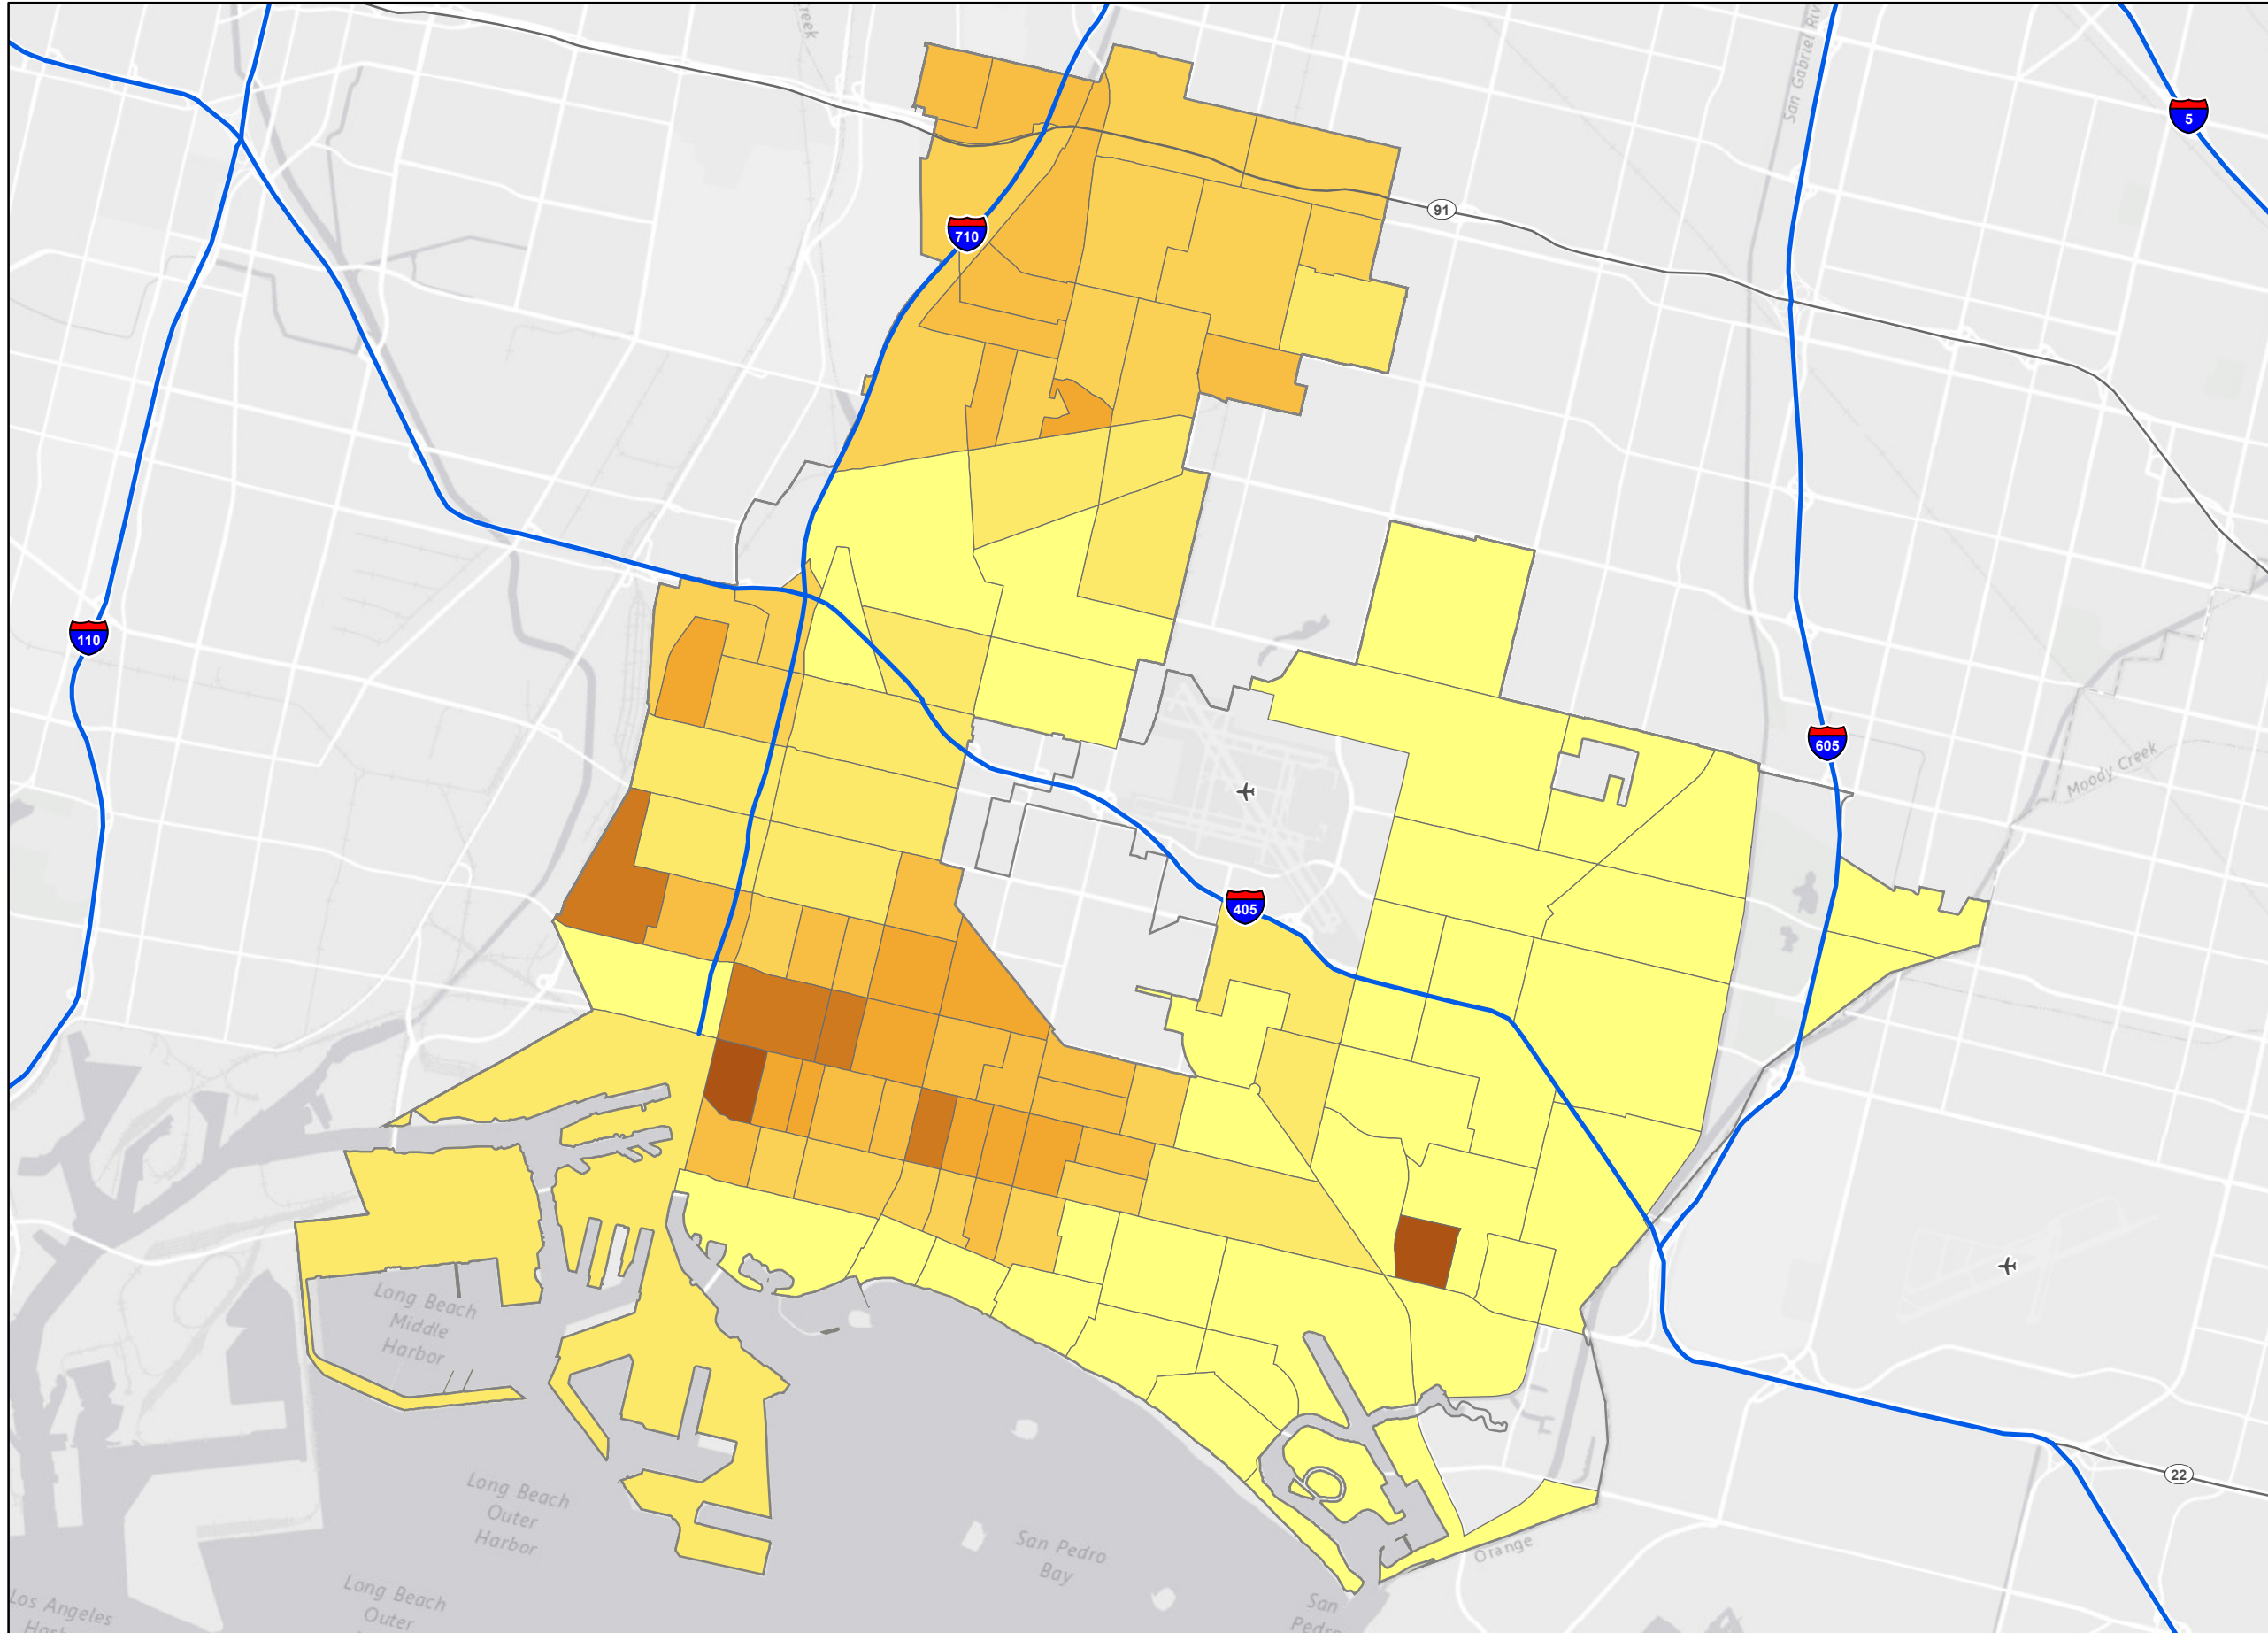 Creek
San Gabriel Riv
5
91
710
110
605
Moody Creek
405
Long Beach
Middle
Harbor
22
Long Beach
Outer
Harbor
San Pedro
Bay
Orange
Long Beach
Outer
Los Angeles
San